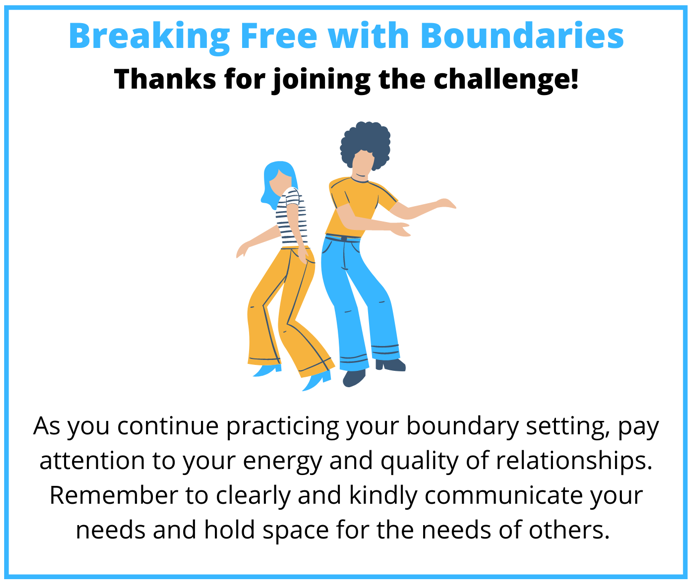 Breaking Free with Boundaries
Thanks for joining the challenge!
As you continue practicing your boundary setting, pay
attention to your energy and quality of relationships.
Remember to clearly and kindly communicate your
needs and hold space for the needs of others.